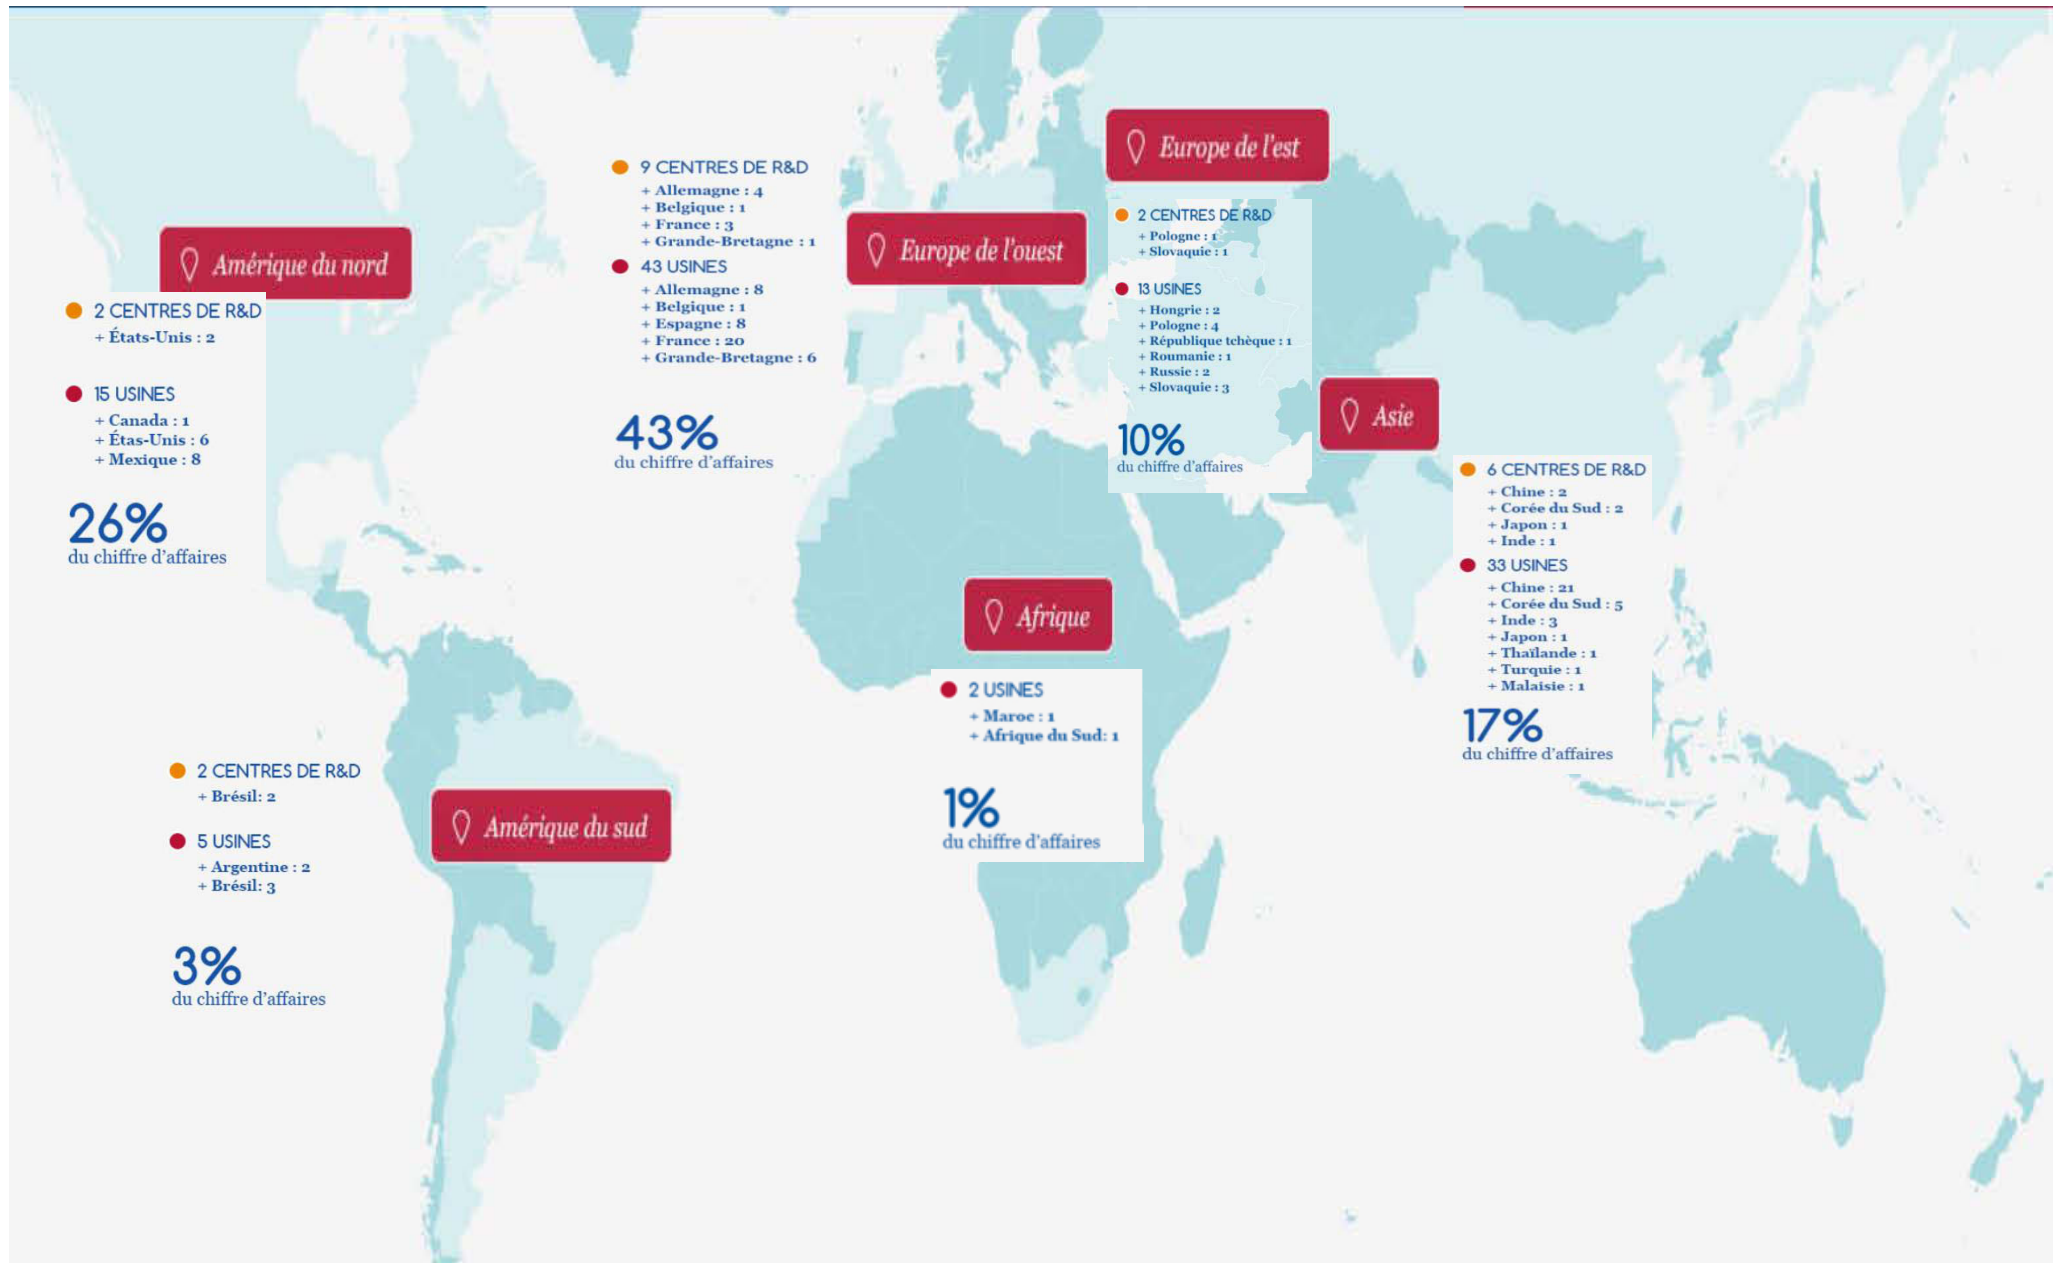 Amérique du nord
2 CENTRES DE R&D
+ États-Unis : 2
15 USINES
+ Canada : 1
+ Étas-Unis : 6
+ Mexique : 8
26%
du chiffre d'affaires
9 CENTRES DE R&D
+ Allemagne : 4
+ Belgique : 1
+ France : 3
+ Grande-Bretagne : 1
43 USINES
+ Allemagne : 8
+ Belgique : 1
+ Espagne : 8
+ France : 20
+ Grande-Bretagne : 6
43%
du chiffre d'affaires
Europe de l'ouest
Europe de l'est
2 CENTRES DE R&D
+ Pologne : 1
+ Slovaquie : 1
13 USINES
+ Hongrie : 2
+ Pologne : 4
+ République tchèque : 1
+ Roumanie : 1
+ Russie : 2
+ Slovaquie : 3
10%
du chiffre d'affaires
Asie
6 CENTRES DE R&D
+ Chine : 2
+ Corée du Sud : 2
+ Japon : 1
+ Inde : 1
33 USINES
+ Chine : 21
+ Corée du Sud : 5
+ Inde : 3
+ Japon : 1
+ Thaïlande : 1
+ Turquie : 1
+ Malaisie : 1
17%
du chiffre d'affaires
Afrique
2 USINES
+ Maroc : 1
+ Afrique du Sud: 1
1%
du chiffre d'affaires
2 CENTRES DE R&D
+ Brésil: 2
5 USINES
+ Argentine : 2
+ Brésil: 3
3%
du chiffre d'affaires
Amérique du sud